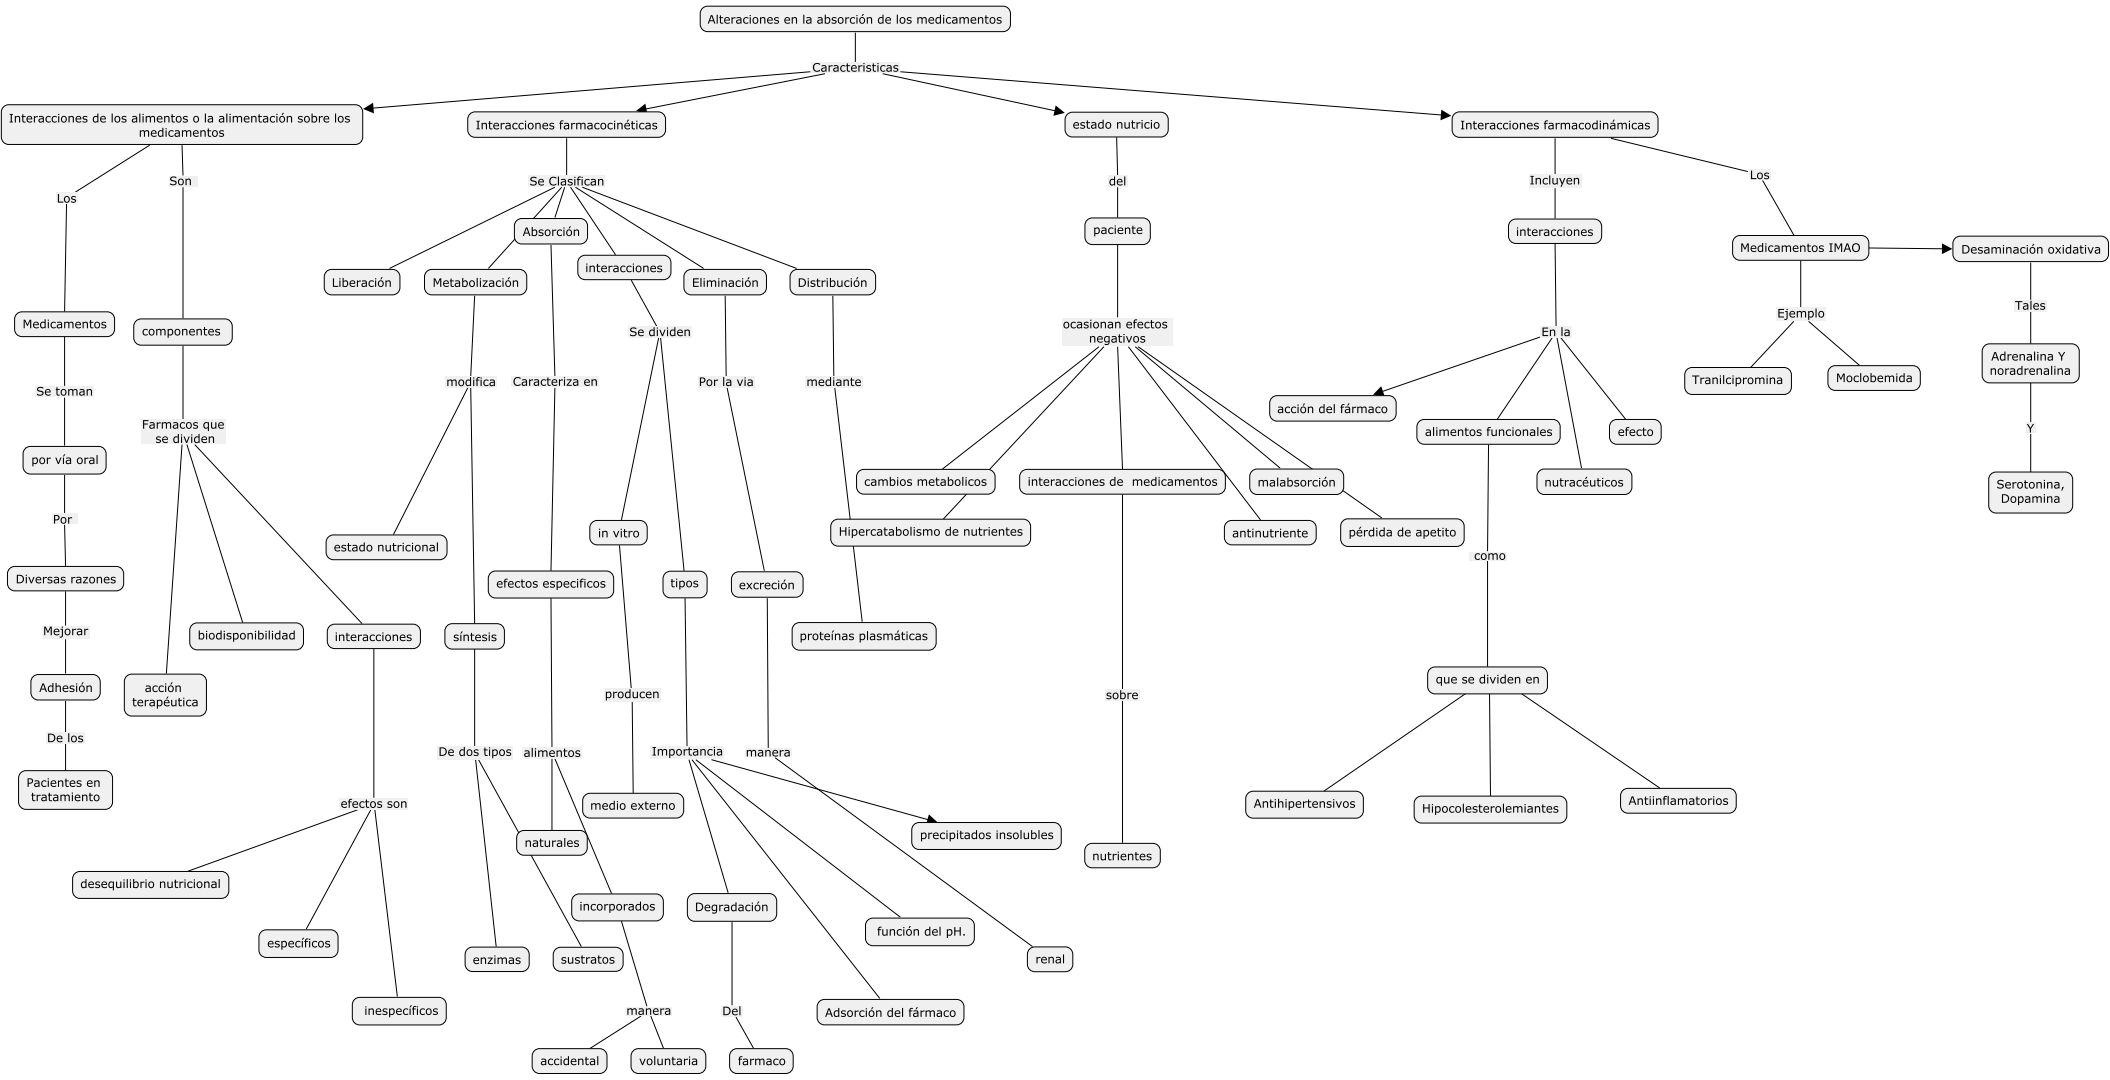 Alteraciones en la absorción de los medicamentos
Caracteristicas
Interacciones de los alimentos o la alimentación sobre los
medicamentos
Interacciones farmacocinéticas
estado nutricio
Interacciones farmacodinámicas
Los
Son
Se Clasifican
del
Incluyen
Los
Absorción
paciente
interacciones
Medicamentos IMAO
Desaminación oxidativa
Liberación
Metabolización
interacciones
Eliminación
Distribución
Tales
Ejemplo
Medicamentos
componentes
Se dividen
ocasionan efectos
negativos
En la
Adrenalina Y
noradrenalina
Se toman
modifica
Caracteriza en
Por la via
mediante
Tranilcipromina
Moclobemida
acción del fármaco
alimentos funcionales
efecto
Farmacos que
se dividen
Y
por vía oral
cambios metabolicos
interacciones de  medicamentos
malabsorción
nutracéuticos
Serotonina,
Dopamina
Por
in vitro
Hipercatabolismo de nutrientes
antinutriente
pérdida de apetito
estado nutricional
como
Diversas razones
efectos especificos
tipos
excreción
Mejorar
biodisponibilidad
interacciones
síntesis
proteínas plasmáticas
Adhesión
acción
terapéutica
producen
sobre
que se dividen en
De los
De dos tipos
alimentos
Importancia
manera
Pacientes en
tratamiento
efectos son
medio externo
Antihipertensivos
Hipocolesterolemiantes
Antiinflamatorios
naturales
precipitados insolubles
nutrientes
desequilibrio nutricional
incorporados
Degradación
función del pH.
específicos
enzimas
sustratos
renal
inespecíficos
manera
Del
Adsorción del fármaco
accidental
voluntaria
farmaco